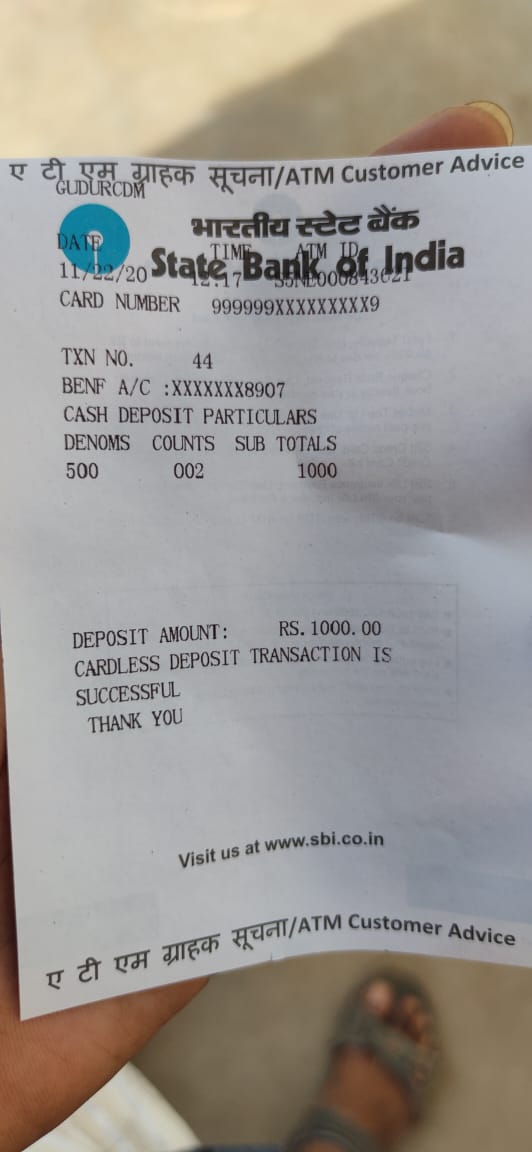 ए टी एम ग्राहक सूचना/ATM Customer Advice
GUDURCDM
भारतीय स्टेट बैंक
State Bank of India
DATE TIME ATM ID
11/22/20 12:17
CARD NUMBER 999999XXXXXXXXX9
TXN NO. 44
BENF A/C :XXXXXXX8907
CASH DEPOSIT PARTICULARS
DENOMS COUNTS SUB TOTALS
500 002 1000
DEPOSIT AMOUNT: RS.1000.00
CARDLESS DEPOSIT TRANSACTION IS
SUCCESSFUL
THANK YOU
Visit us at www.sbi.co.in
ए टी एम ग्राहक सूचना/ATM Customer Advice